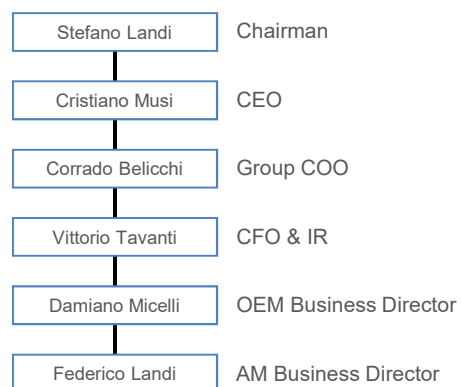 Stefano Landi Chairman
Cristiano Musi CEO
Corrado Belicchi Group COO
Vittorio Tavanti CFO & IR
Damiano Micelli OEM Business Director
Federico Landi AM Business Director